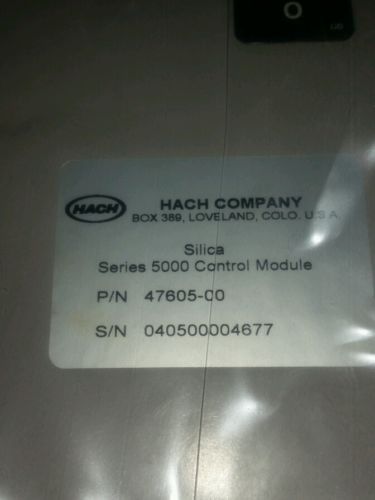 O
HACH
HACH COMPANY
BOX 389, LOVELAND, COLO. U.S.A.
Silica
Series 5000 Control Module
P/N 47605-00
S/N 040500004677